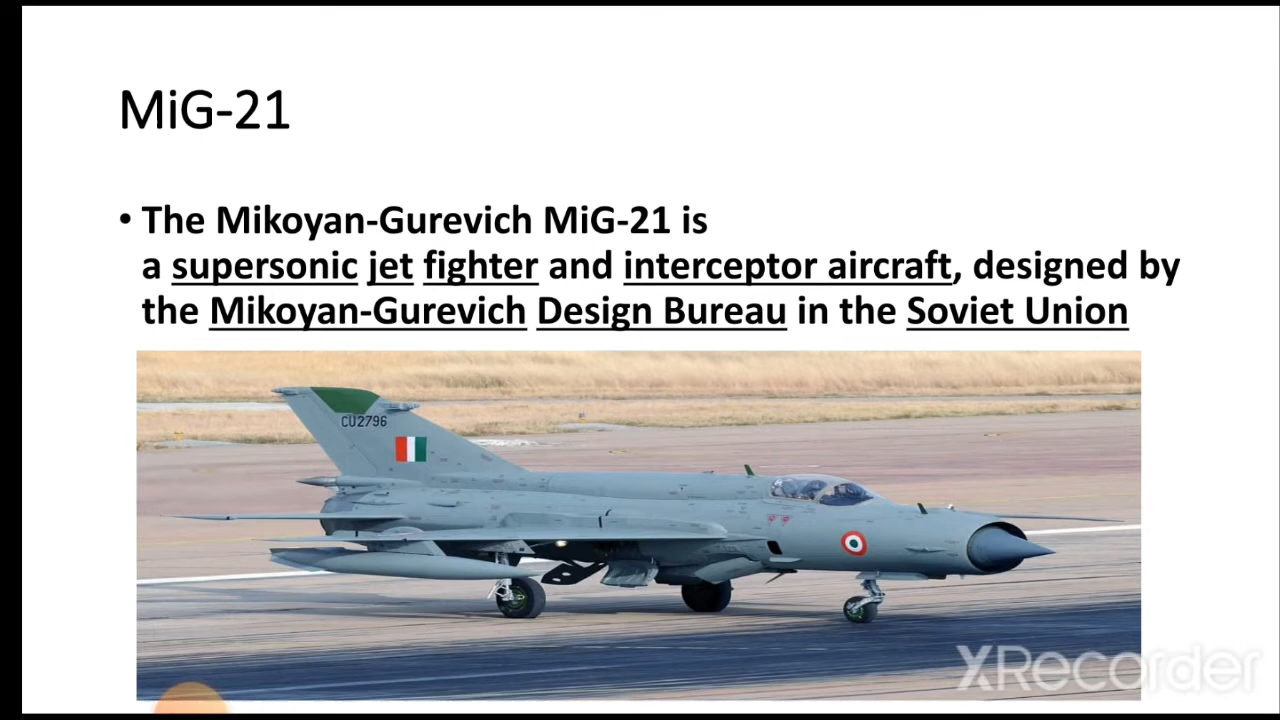 MiG-21
• The Mikoyan-Gurevich MiG-21 is
a supersonic jet fighter and interceptor aircraft, designed by
the Mikoyan-Gurevich Design Bureau in the Soviet Union
CU2796
XRecorder